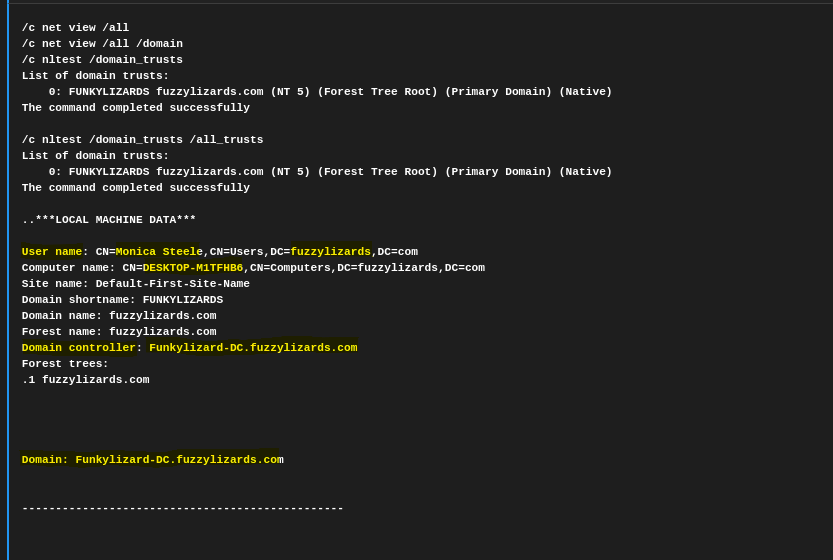 /c net view /all
/c net view /all /domain
/c nltest /domain_trusts
List of domain trusts:
    0: FUNKYLIZARDS fuzzylizards.com (NT 5) (Forest Tree Root) (Primary Domain) (Native)
The command completed successfully
/c nltest /domain_trusts /all_trusts
List of domain trusts:
    0: FUNKYLIZARDS fuzzylizards.com (NT 5) (Forest Tree Root) (Primary Domain) (Native)
The command completed successfully
..***LOCAL MACHINE DATA***
User name: CN=Monica Steele,CN=Users,DC=fuzzylizards,DC=com
Computer name: CN=DESKTOP-M1TFHB6,CN=Computers,DC=fuzzylizards,DC=com
Site name: Default-First-Site-Name
Domain shortname: FUNKYLIZARDS
Domain name: fuzzylizards.com
Forest name: fuzzylizards.com
Domain controller: Funkylizard-DC.fuzzylizards.com
Forest trees:
.1 fuzzylizards.com
Domain: Funkylizard-DC.fuzzylizards.com
------------------------------------------------